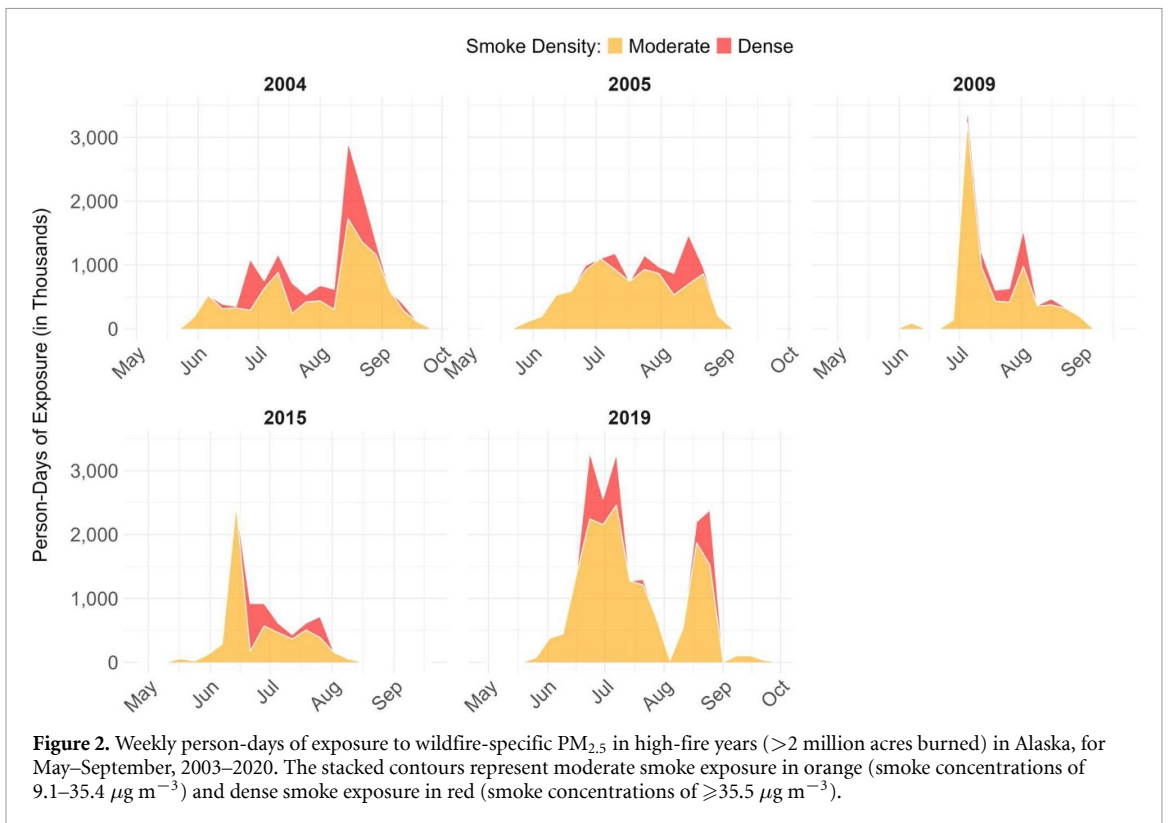 Smoke Density: Moderate Dense
2004 2005 2009
3,000
2,000
1,000
0
May Jun Jul Aug Sep Oct May Jun Jul Aug Sep Oct May Jun Jul Aug Sep
Person-Days of Exposure (in Thousands)
2015 2019
3,000
2,000
1,000
0
May Jun Jul Aug Sep May Jun Jul Aug Sep Oct
Figure 2. Weekly person-days of exposure to wildfire-specific PM2.5 in high-fire years (>2 million acres burned) in Alaska, for
May–September, 2003–2020. The stacked contours represent moderate smoke exposure in orange (smoke concentrations of
9.1–35.4 μg m−3) and dense smoke exposure in red (smoke concentrations of ⩾35.5 μg m−3).